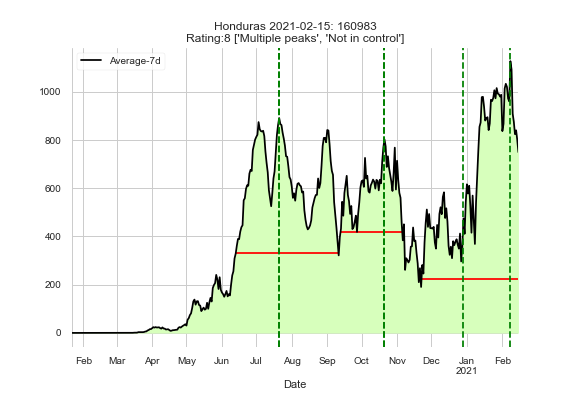 Honduras 2021-02-15: 160983
Rating:8 ['Multiple peaks', 'Not in control']
Average-7d
1000
800
600
400
200
0
Feb Mar Apr May Jun Jul Aug Sep Oct Nov Dec Jan Feb
2021
Date